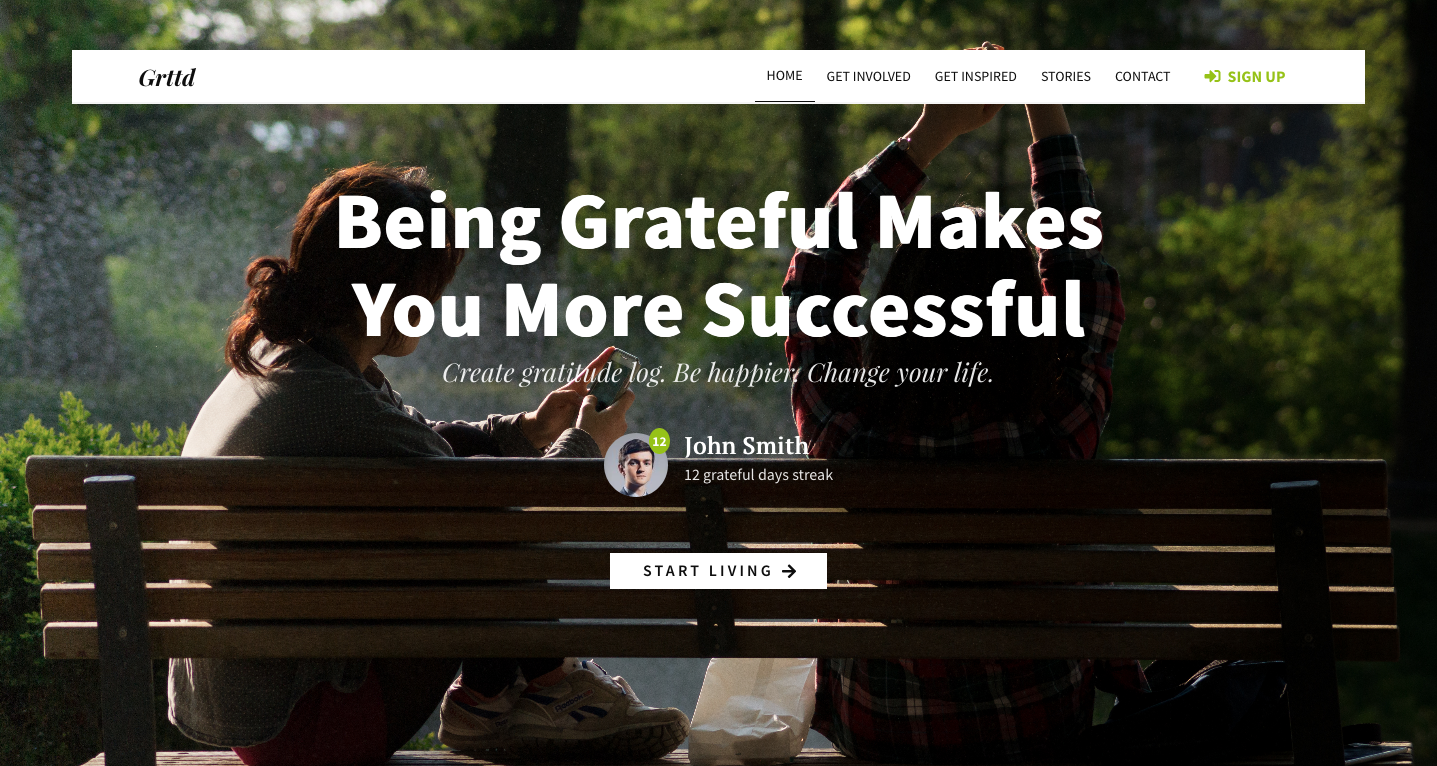 Grttd
HOME GET INVOLVED GET INSPIRED STORIES CONTACT SIGN UP
Being Grateful Makes
You More Successful
Create gratitude log. Be happier. Change your life.
12
John Smith
12 grateful days streak
START LIVING